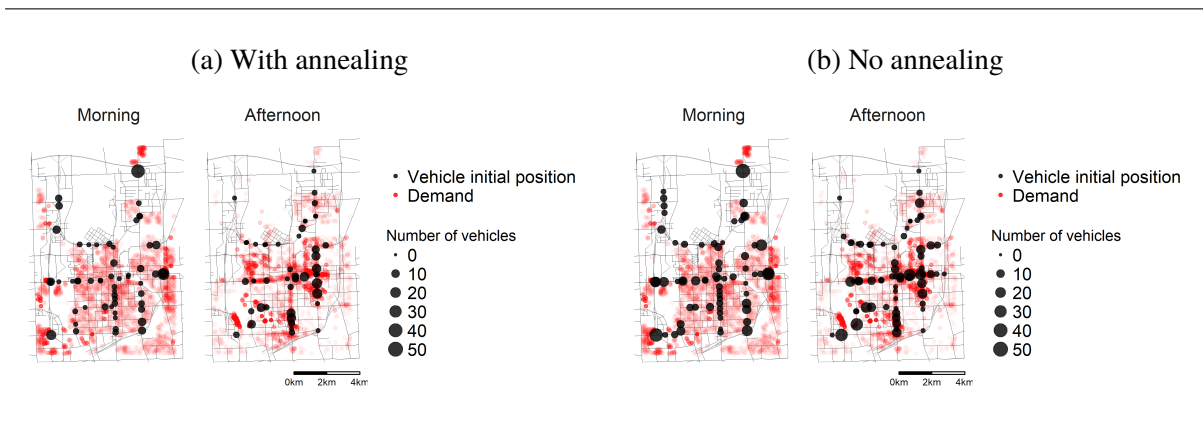 (a) With annealing
(b) No annealing
Morning
Afternoon
Vehicle initial position
Demand
Number of vehicles
0
10
20
30
40
50
0km 2km 4km
Morning
Afternoon
Vehicle initial position
Demand
Number of vehicles
0
10
20
30
40
50
0km 2km 4km